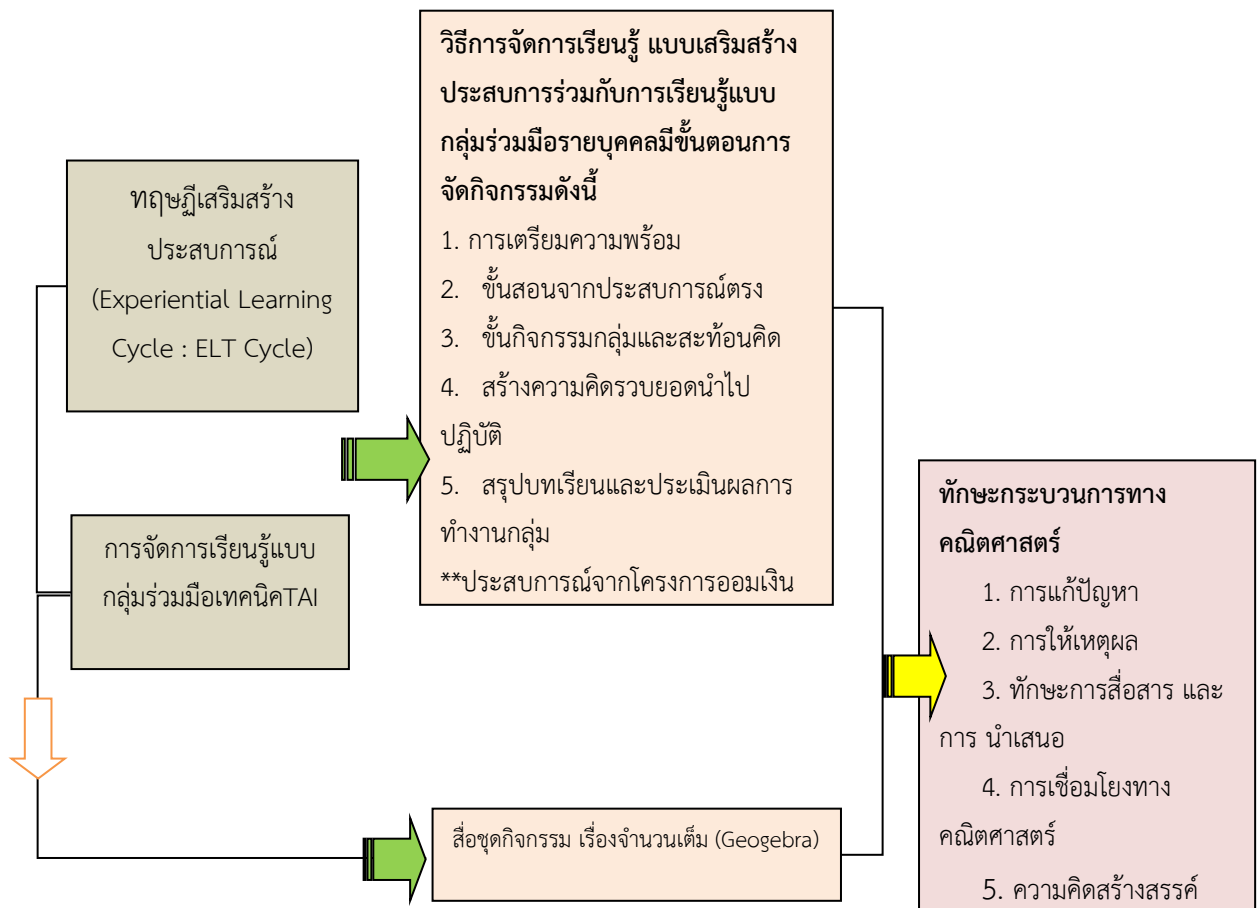 ทฤษฎีเสริมสร้าง
ประสบการณ์
(Experiential Learning
Cycle : ELT Cycle)
การจัดการเรียนรู้แบบ
กลุ่มร่วมมือเทคนิคTAI
วิธีการจัดการเรียนรู้ แบบเสริมสร้าง
ประสบการร่วมกับการเรียนรู้แบบ
กลุ่มร่วมมือรายบุคคลมีขั้นตอนการ
จัดกิจกรรมดังนี้
1. การเตรียมความพร้อม
2. ขั้นสอนจากประสบการณ์ตรง
3. ขั้นกิจกรรมกลุ่มและสะท้อนคิด
4. สร้างความคิดรวบยอดนำไป
ปฏิบัติ
5. สรุปบทเรียนและประเมินผลการ
ทำงานกลุ่ม
**ประสบการณ์จากโครงการออมเงิน
สื่อชุดกิจกรรม เรื่องจำนวนเต็ม (Geogebra)
ทักษะกระบวนการทาง
คณิตศาสตร์
1. การแก้ปัญหา
2. การให้เหตุผล
3. ทักษะการสื่อสาร และ
การ นำเสนอ
4. การเชื่อมโยงทาง
คณิตศาสตร์
5. ความคิดสร้างสรรค์